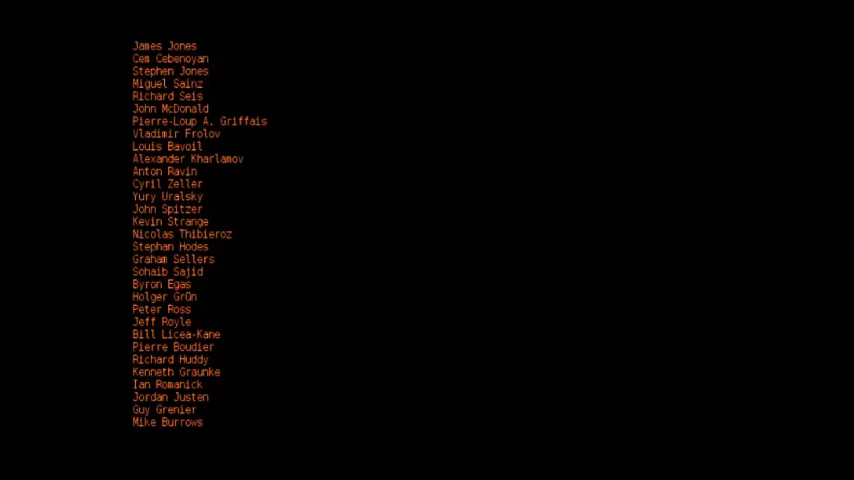 James Jones
Cem Cebenoyan
Stephen Jones
Miguel Sainz
Richard Seis
John McDonald
Pierre-Loup A. Griffais
Vladimir Frolov
Louis Bavoil
Alexander Kharlamov
Anton Ravin
Cyril Zeller
Yury Uralsky
John Spitzer
Kevin Strange
Nicolas Thibieroz
Stephan Hodes
Graham Sellers
Sohaib Sajid
Byron Egas
Holger Grün
Peter Ross
Jeff Royle
Bill Licea-Kane
Pierre Boudier
Richard Huddy
Kenneth Graunke
Ian Romanick
Jordan Justen
Guy Grenier
Mike Burrows